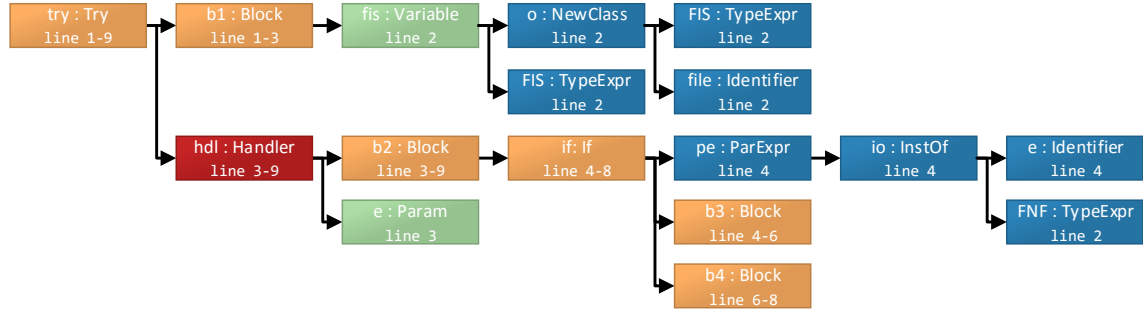 try : Try
line 1-9
b1 : Block
line 1-3
fis : Variable
line 2
o : NewClass
line 2
FIS : TypeExpr
line 2
FIS : TypeExpr
line 2
file : Identifier
line 2
hdl : Handler
line 3-9
b2 : Block
line 3-9
if: If
line 4-8
pe : ParExpr
line 4
io : InstOf
line 4
e : Identifier
line 4
e : Param
line 3
b3 : Block
line 4-6
FNF : TypeExpr
line 2
b4 : Block
line 6-8